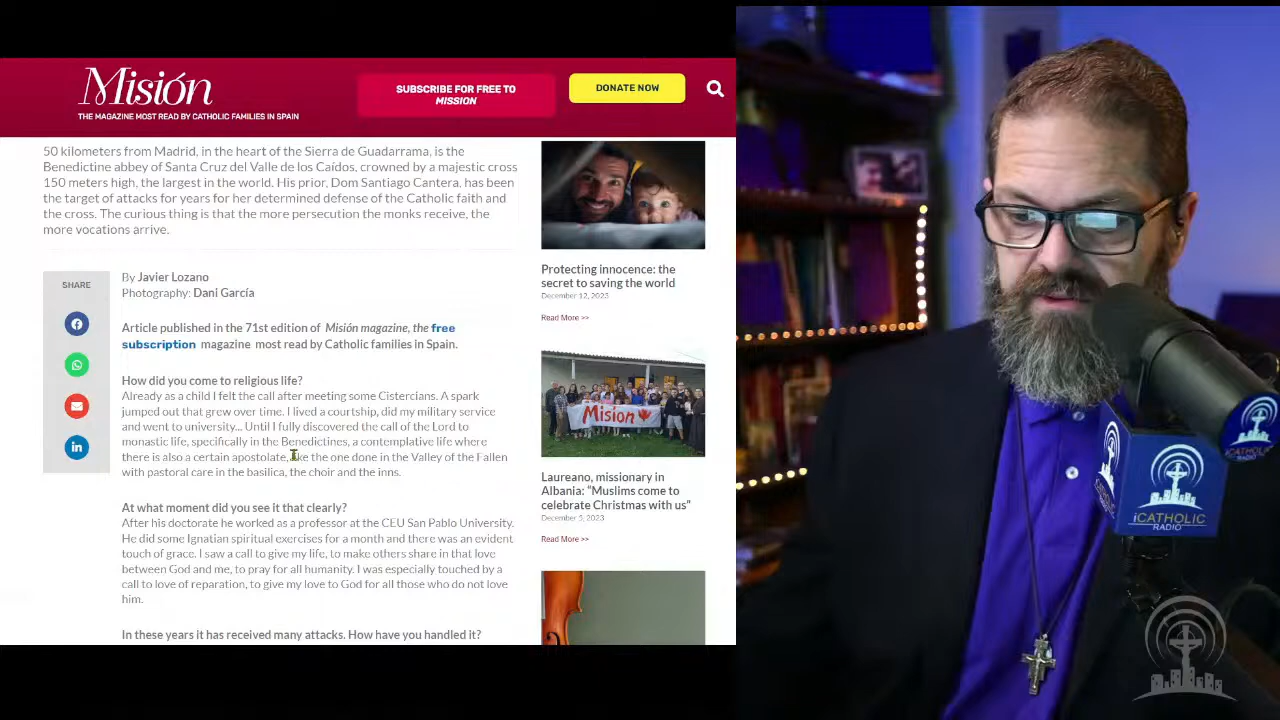 Misión
THE MAGAZINE MOST READ BY CATHOLIC FAMILIES IN SPAIN
SUBSCRIBE FOR FREE TO
MISSION
DONATE NOW
50 kilometers from Madrid, in the heart of the Sierra de Guadarrama, is the
Benedictine abbey of Santa Cruz del Valle de los Caídos, crowned by a majestic cross
150 meters high, the largest in the world. His prior, Dom Santiago Cantera, has been
the target of attacks for years for her determined defense of the Catholic faith and
the cross. The curious thing is that the more persecution the monks receive, the
more vocations arrive.
SHARE
By Javier Lozano
Photography: Dani García
Article published in the 71st edition of Misión magazine, the free
subscription magazine most read by Catholic families in Spain.
How did you come to religious life?
Already as a child I felt the call after meeting some Cistercians. A spark
jumped out that grew over time. I lived a courtship, did my military service
and went to university... Until I fully discovered the call of the Lord to
monastic life, specifically in the Benedictines, a contemplative life where
there is also a certain apostolate, like the one done in the Valley of the Fallen
with pastoral care in the basilica, the choir and the inns.
At what moment did you see it that clearly?
After his doctorate he worked as a professor at the CEU San Pablo University.
He did some Ignatian spiritual exercises for a month and there was an evident
touch of grace. I saw a call to give my life, to make others share in that love
between God and me, to pray for all humanity. I was especially touched by a
call to love of reparation, to give my love to God for all those who do not love
him.
In these years it has received many attacks. How have you handled it?
Protecting innocence: the
secret to saving the world
December 12, 2023
Read More >>
Misión
Laureano, missionary in
Albania: “Muslims come to
celebrate Christmas with us”
December 5, 2023
Read More >>
iCATHOLIC
RADIO
iCATHOLIC
RADIO